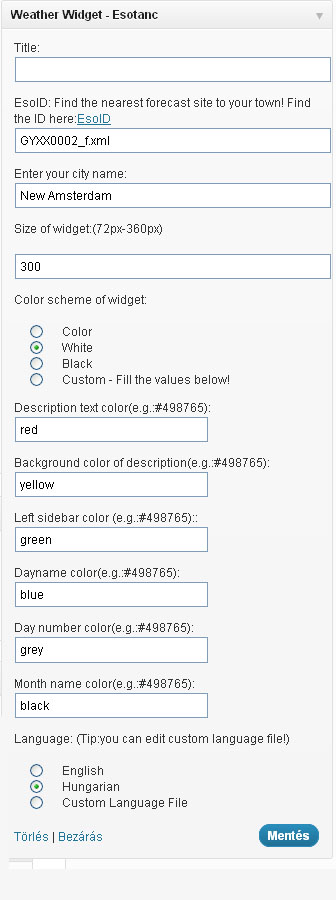 Weather Widget - Esotanc
Title:
EsoID: Find the nearest forecast site to your town! Find
the ID here:EsoID
GYXX0002_f.xml
Enter your city name:
New Amsterdam
Size of widget:(72px-360px)
300
Color scheme of widget:
Color
White
Black
Custom - Fill the values below!
Description text color(e.g.:#498765):
red
Background color of description(e.g.:#498765):
yellow
Left sidebar color (e.g.:#498765)::
green
Dayname color(e.g.:#498765):
blue
Day number color(e.g.:#498765):
grey
Month name color(e.g.:#498765):
black
Language: (Tip:you can edit custom language file!)
English
Hungarian
Custom Language File
Törlés | Bezárás
Mentés